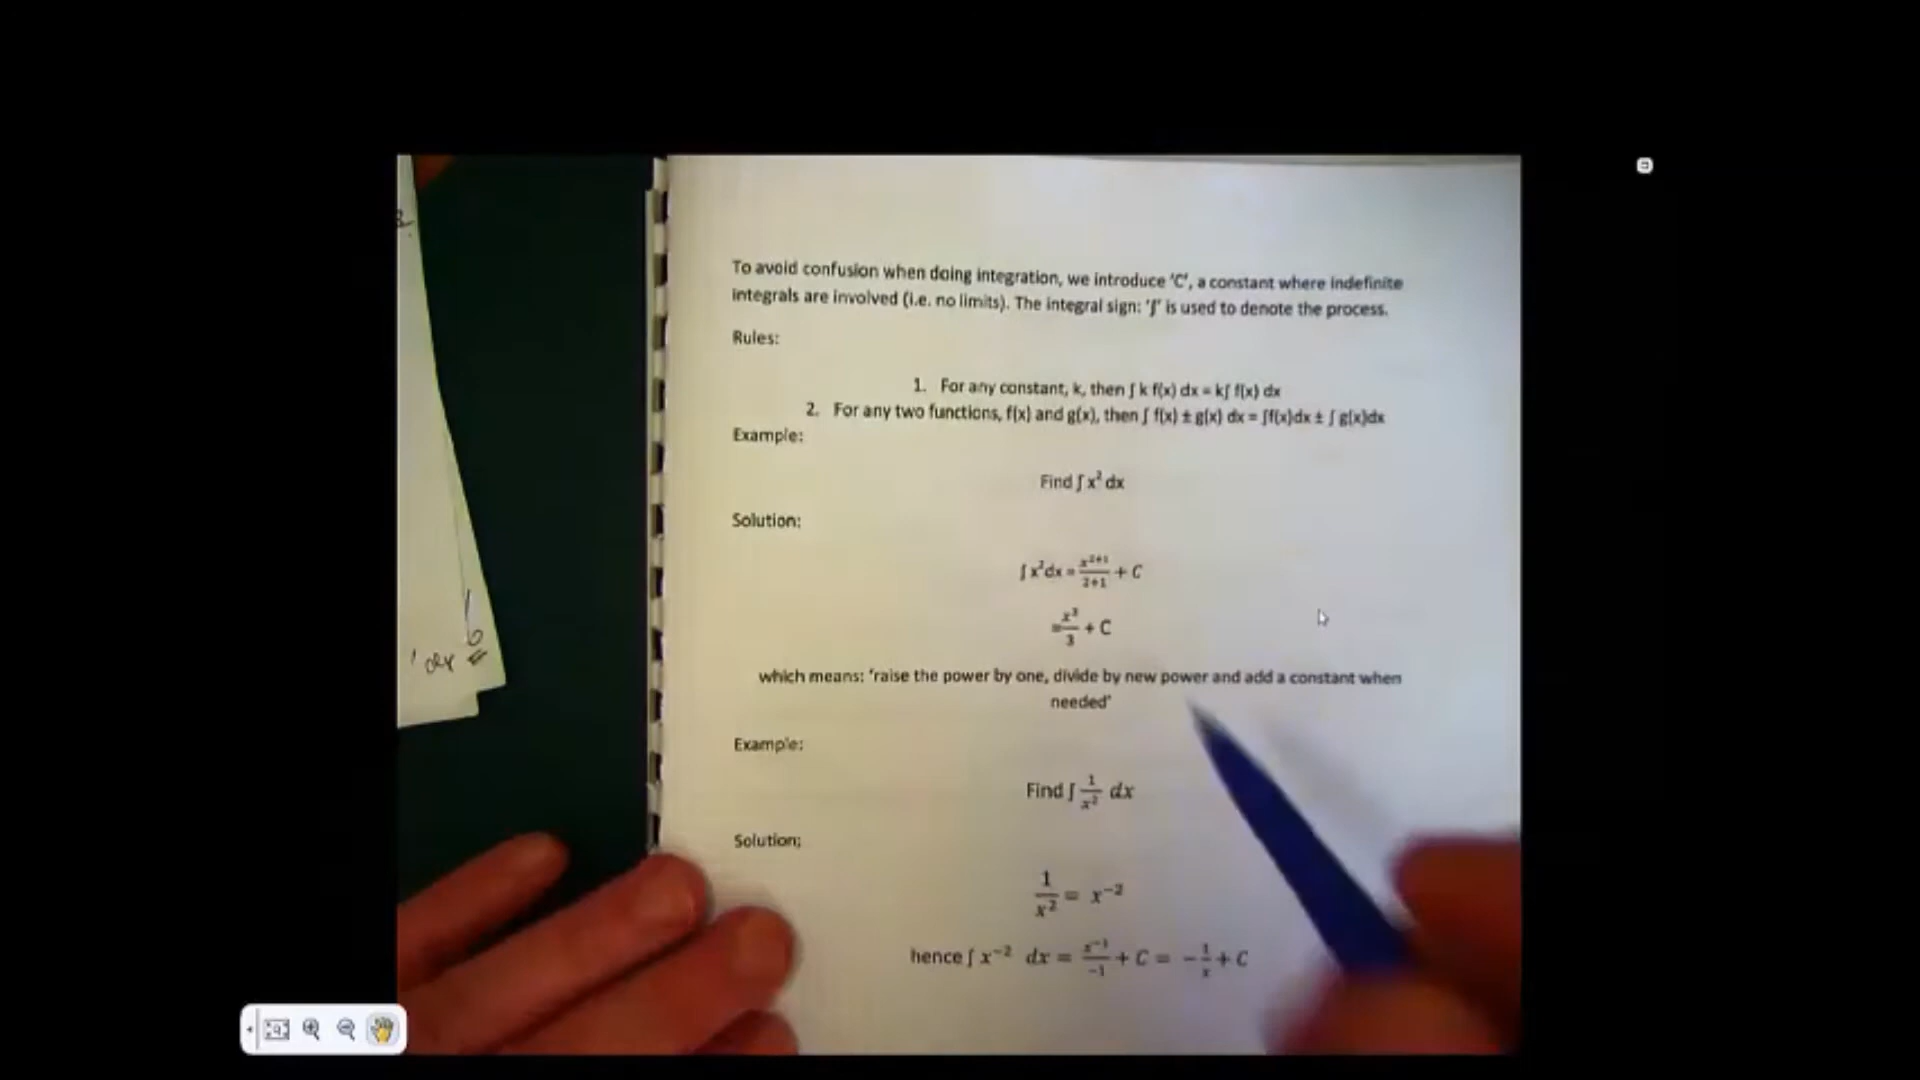 To avoid confusion when doing integration, we introduce 'C', a constant where indefinite
integrals are involved (i.e. no limits). The integral sign: '∫' is used to denote the process.
Rules:
1. For any constant, k, then ∫ k f(x) dx = k∫ f(x) dx
2. For any two functions, f(x) and g(x), then ∫ f(x) ± g(x) dx = ∫f(x)dx ± ∫ g(x)dx
Example:
Find ∫ x² dx
Solution:
∫ x²dx = x²⁺¹/2+1 + C
= x³/3 + C
which means: 'raise the power by one, divide by new power and add a constant when
needed'
Example:
Find ∫ 1/x² dx
Solution;
1/x² = x⁻²
hence ∫ x⁻² dx = x⁻¹/-1 + C = - 1/x + C